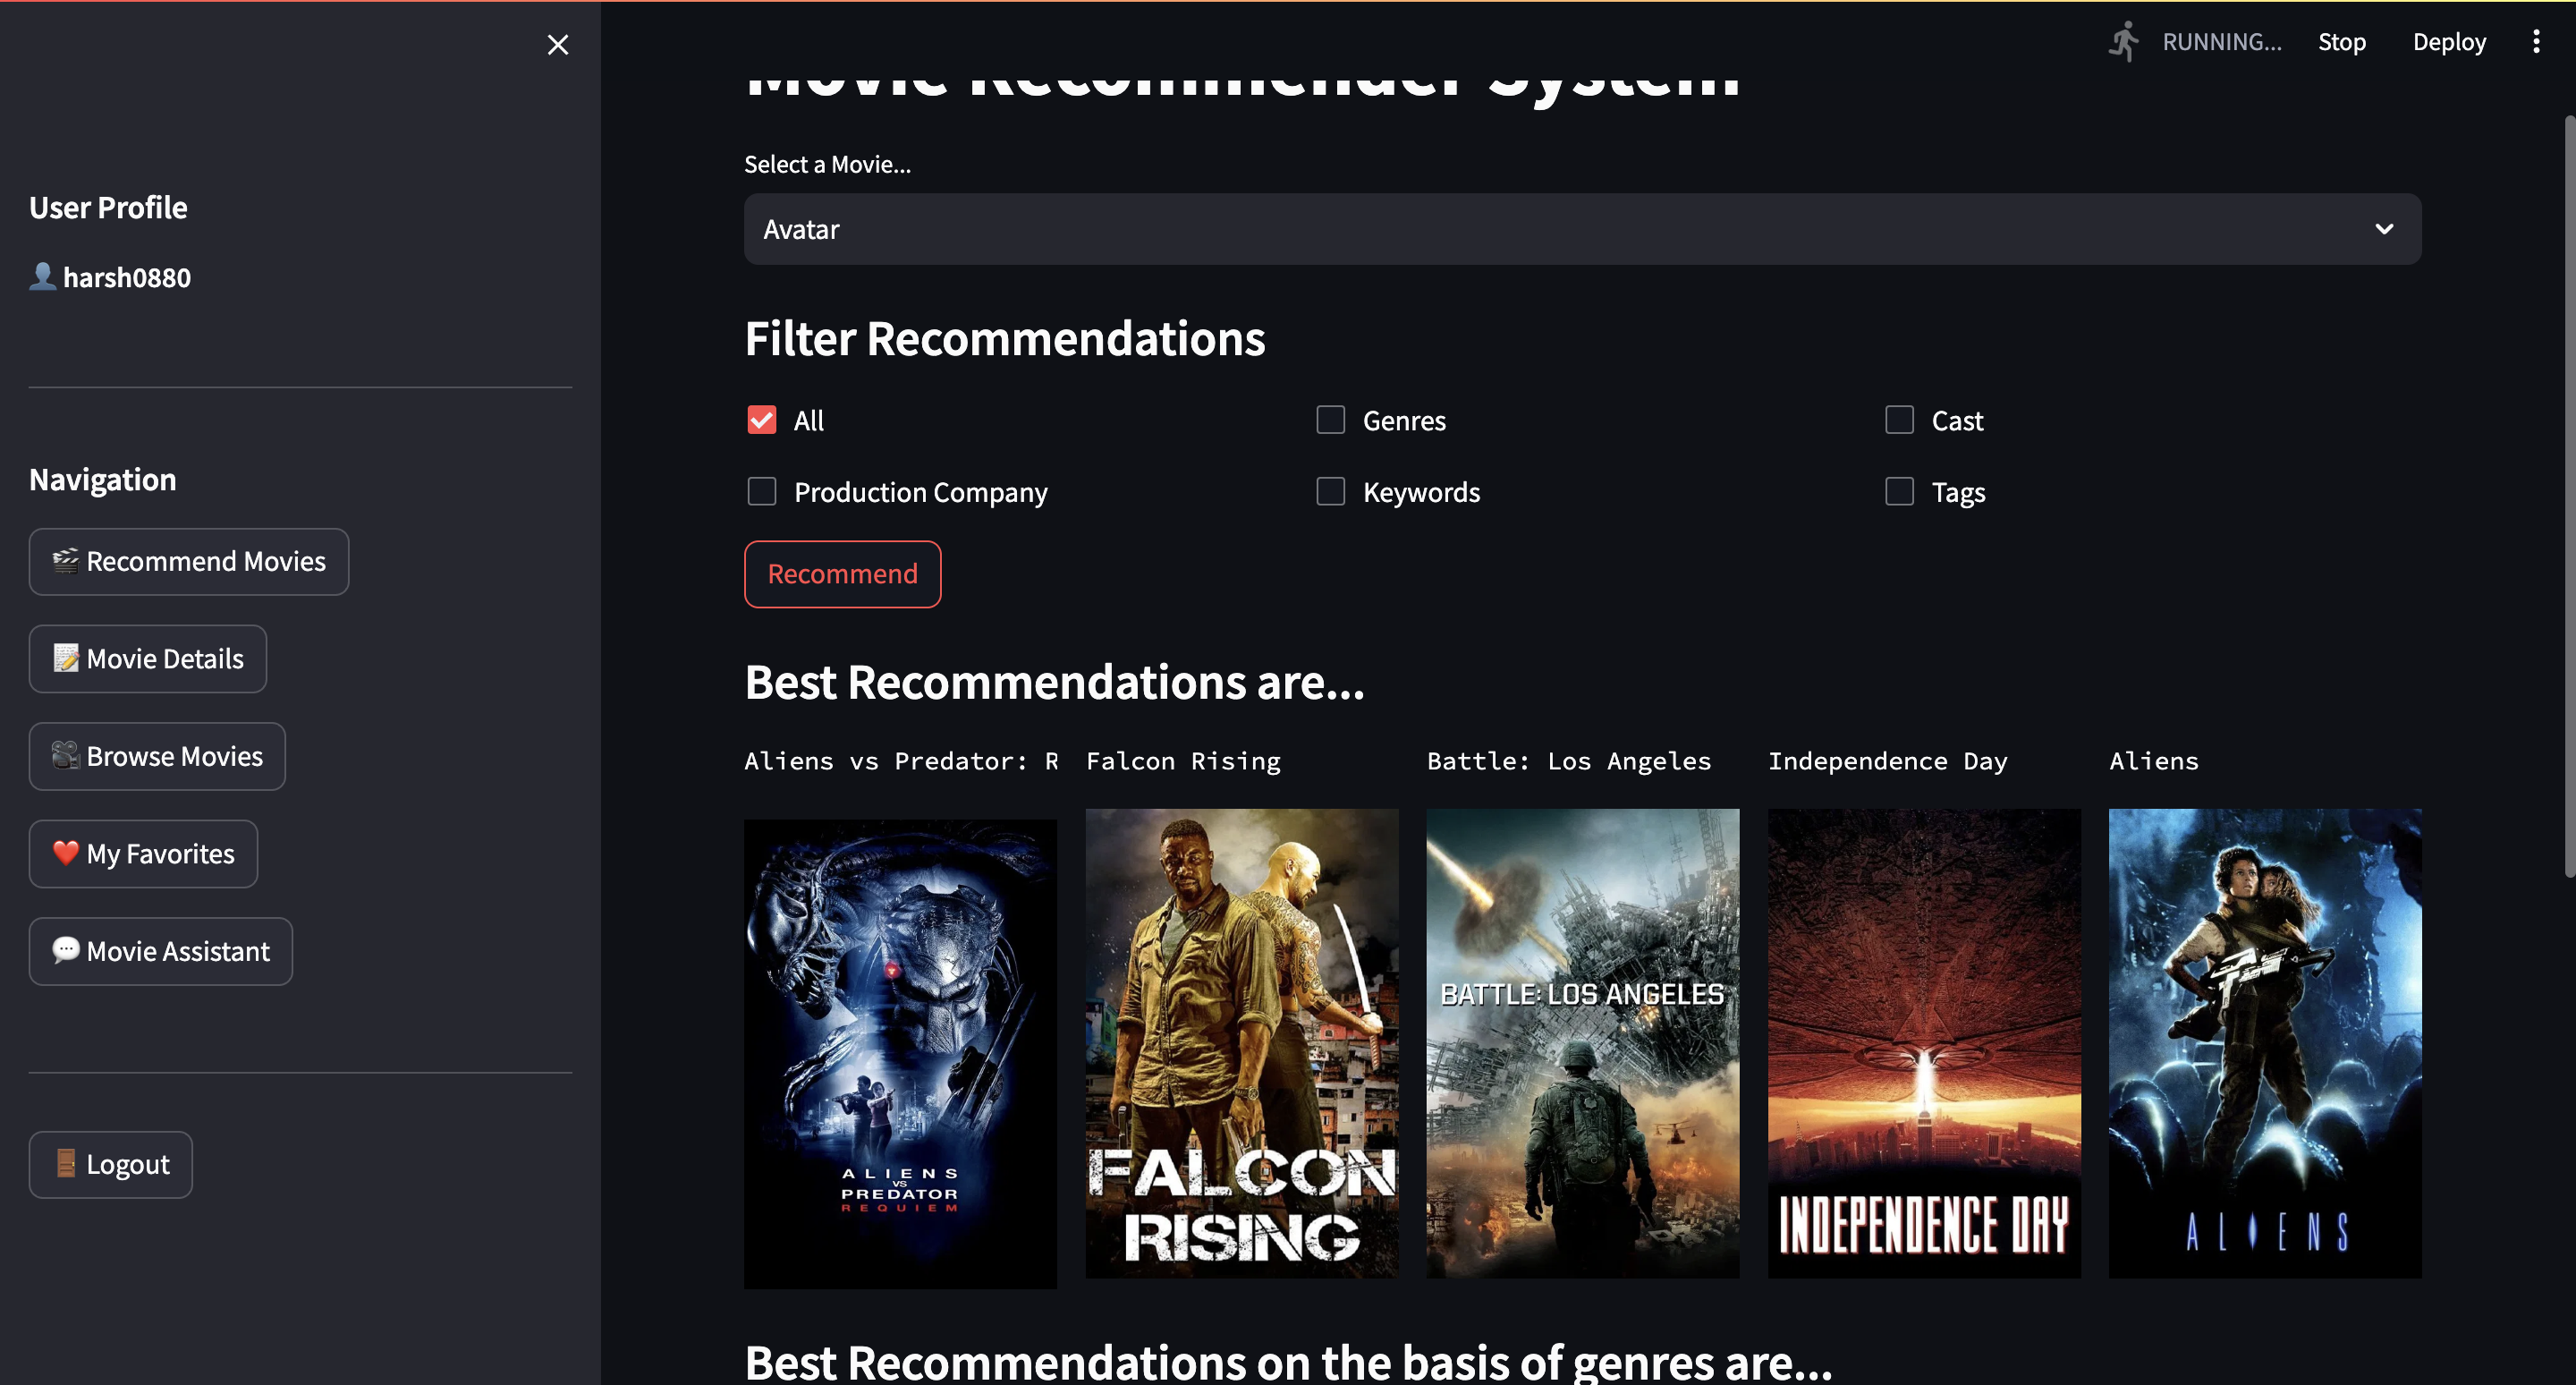 RUNNING... Stop Deploy
Movie Recommender System
Select a Movie...
Avatar
Filter Recommendations
All Genres Cast
Production Company Keywords Tags
Recommend
Best Recommendations are...
Aliens vs Predator: R Falcon Rising Battle: Los Angeles Independence Day Aliens
ALIENS
VS
PREDATOR
REQUIEM
FALCON
RISING
BATTLE: LOS ANGELES
INDEPENDENCE DAY
ALIENS
Best Recommendations on the basis of genres are...
User Profile
harsh0880
Navigation
Recommend Movies
Movie Details
Browse Movies
My Favorites
Movie Assistant
Logout